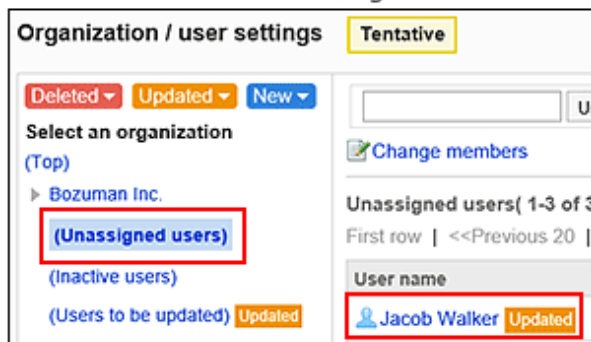 Organization / user settings
Tentative
Deleted
Updated
New
Select an organization
(Top)
Bozuman Inc.
(Unassigned users)
(Inactive users)
(Users to be updated) Updated
Change members
Unassigned users( 1-3 of 3
First row | <<Previous 20 |
User name
Jacob Walker Updated